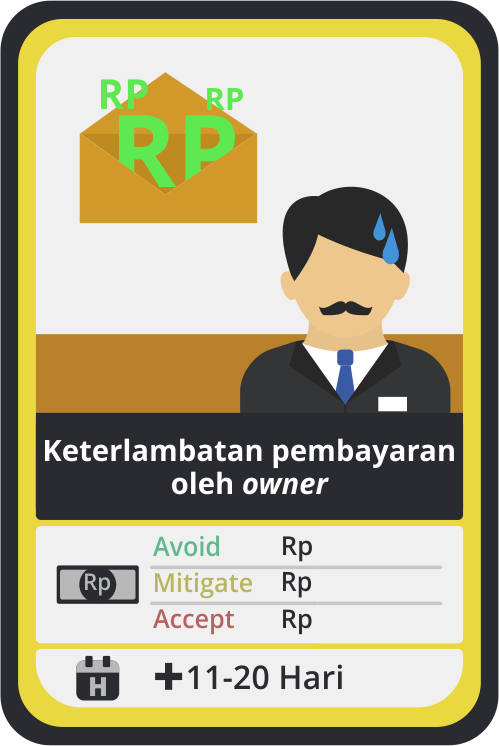 RP RP
RP
Keterlambatan pembayaran
oleh owner
Avoid Rp
Rp Mitigate Rp
Accept Rp
H +11-20 Hari